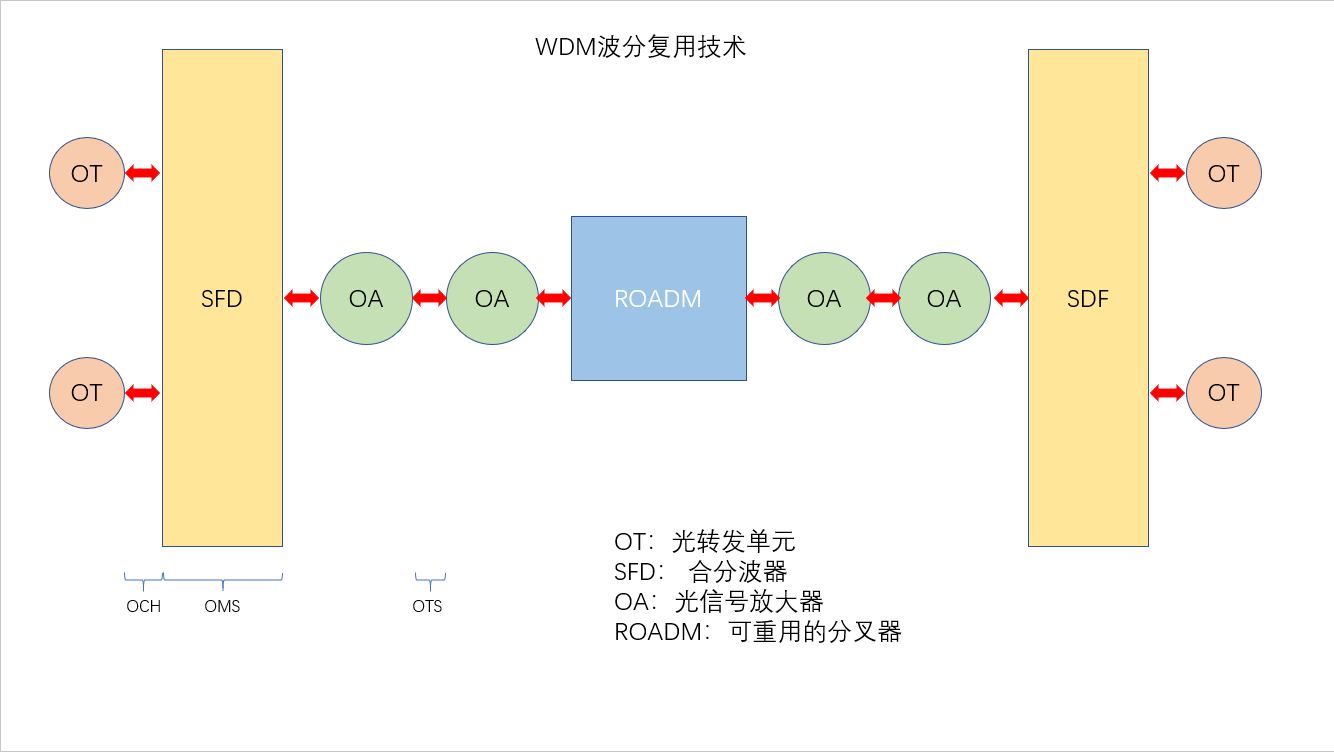 WDM波分复用技术
OT
OT
SFD
OA
OA
ROADM
OA
OA
SDF
OT
OT
OCH
OMS
OTS
OT：光转发单元
SFD： 合分波器
OA：光信号放大器
ROADM：可重用的分叉器